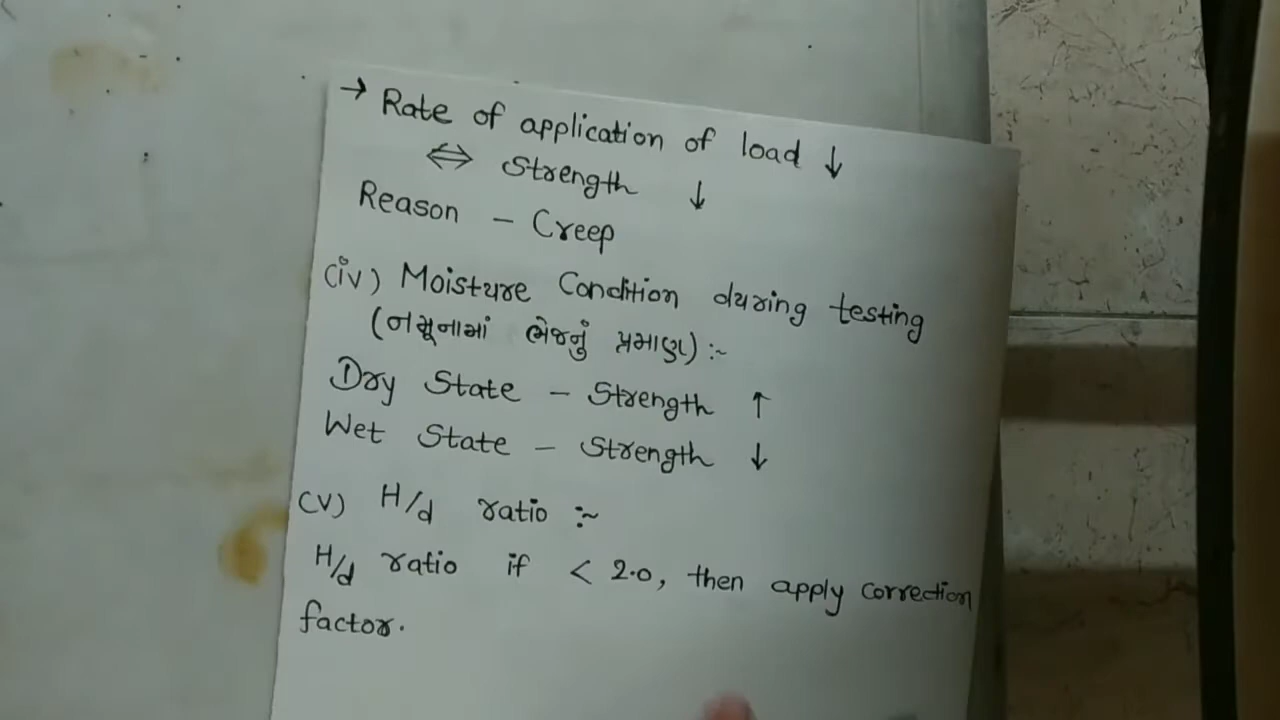 → Rate of application of load ↓
⇔ Strength ↓
Reason - Creep
(iv) Moisture Condition during testing
(નમૂનામાં ભેજનું પ્રમાણ) :-
Dry State - Strength ↑
Wet State - Strength ↓
(v) H/d ratio :-
H/d ratio if < 2.0, then apply correction
factor.